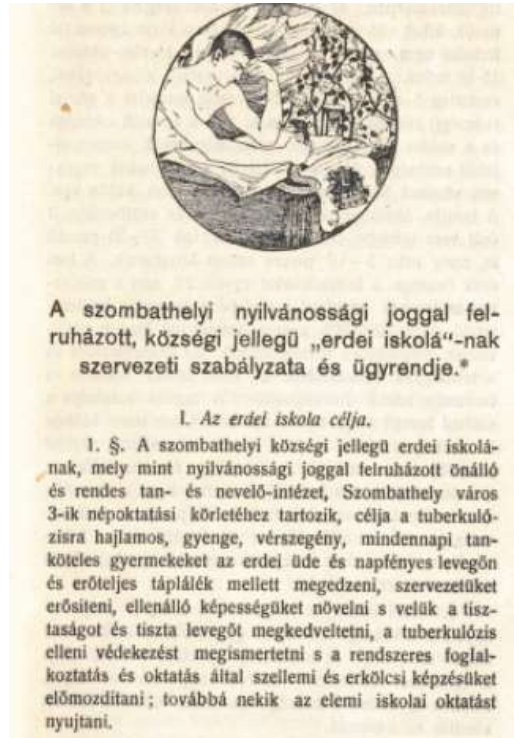 A szombathelyi nyilvánossági joggal fel-
ruházott, községi jellegű „erdei iskolá“-nak
szervezeti szabályzata és ügyrendje.*
I. Az erdei iskola célja.
1. §. A szombathelyi községi jellegü erdei iskolá-
nak, mely mint nyilvánossági joggal felruházott önálló
és rendes tan- és nevelő-intézet, Szombathely város
3-ik népoktatási körletéhez tartozik, célja a tuberkuló-
zisra hajlamos, gyenge, vérszegény, mindennapi tan-
köteles gyermekeket az erdei üde és napfényes levegőn
és erőteljes táplálék mellett megedzeni, szervezetüket
erősiteni, ellenálló képességüket növelni s velük a tisz-
taságot és tiszta levegőt megkedveltetni, a tuberkulózis
elleni védekezést megismertetni s a rendszeres foglal-
koztatás és oktatás által szellemi és erkölcsi képzésüket
előmozditani; továbbá nekik az elemi iskolai oktatást
nyujtani.